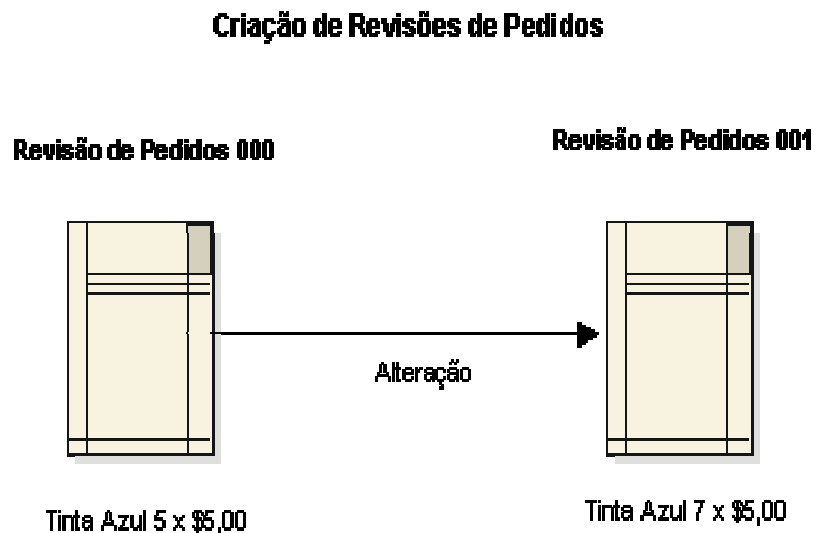 Criação de Revisões de Pedidos
Revisão de Pedidos 000
Revisão de Pedidos 001
Alteração
Tinta Azul 5 x $5,00
Tinta Azul 7 x $5,00